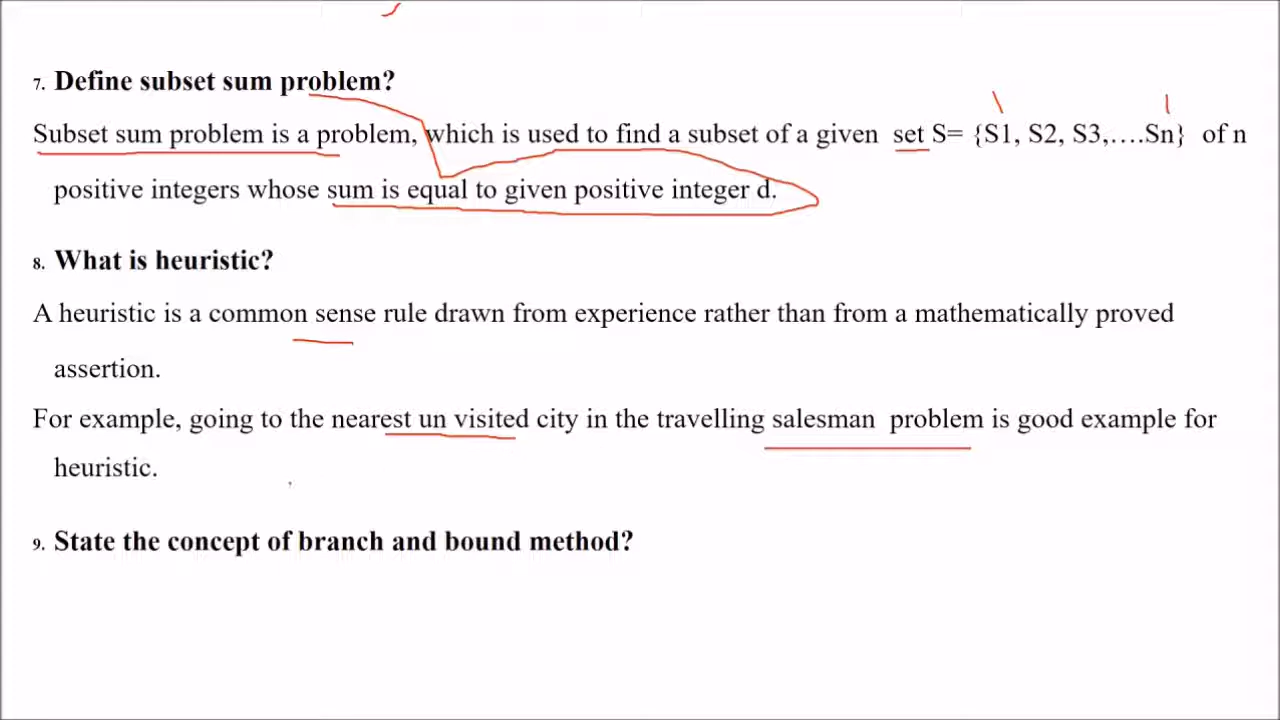 7. Define subset sum problem?
Subset sum problem is a problem, which is used to find a subset of a given set S= {S1, S2, S3,….Sn} of n
positive integers whose sum is equal to given positive integer d.
8. What is heuristic?
A heuristic is a common sense rule drawn from experience rather than from a mathematically proved
assertion.
For example, going to the nearest un visited city in the travelling salesman problem is good example for
heuristic.
9. State the concept of branch and bound method?